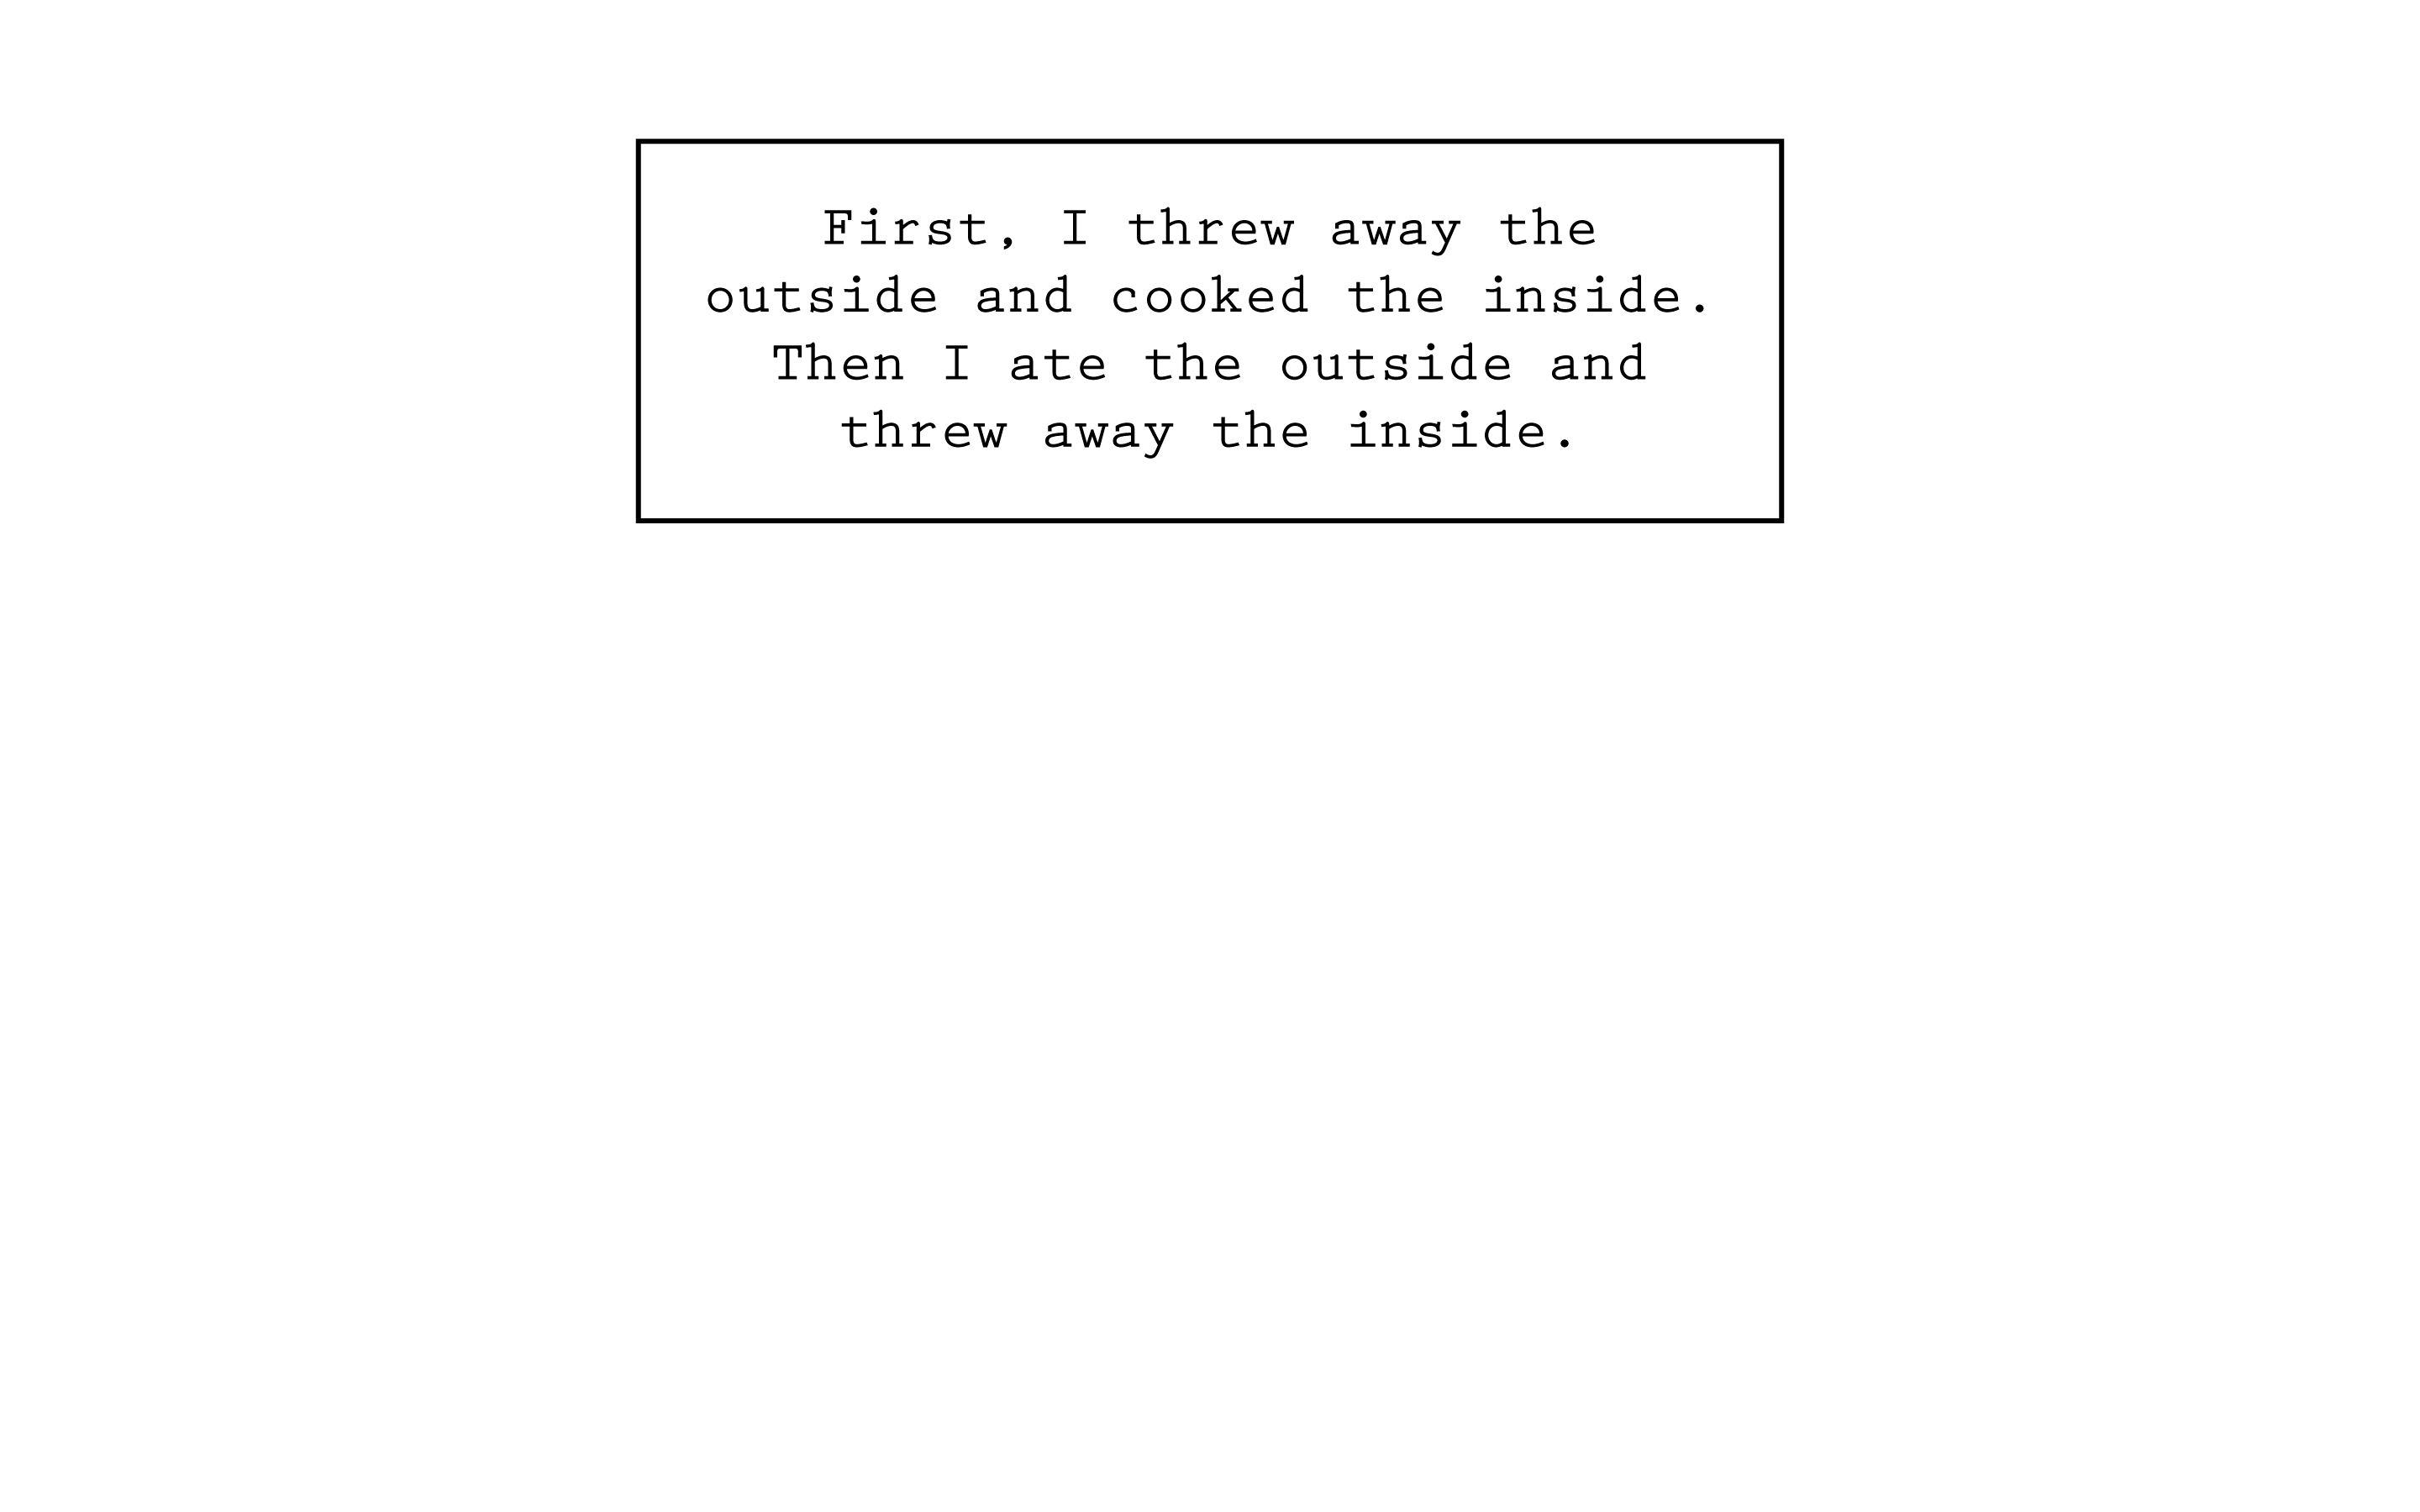 First, I threw away the
outside and cooked the inside.
Then I ate the outside and
threw away the inside.